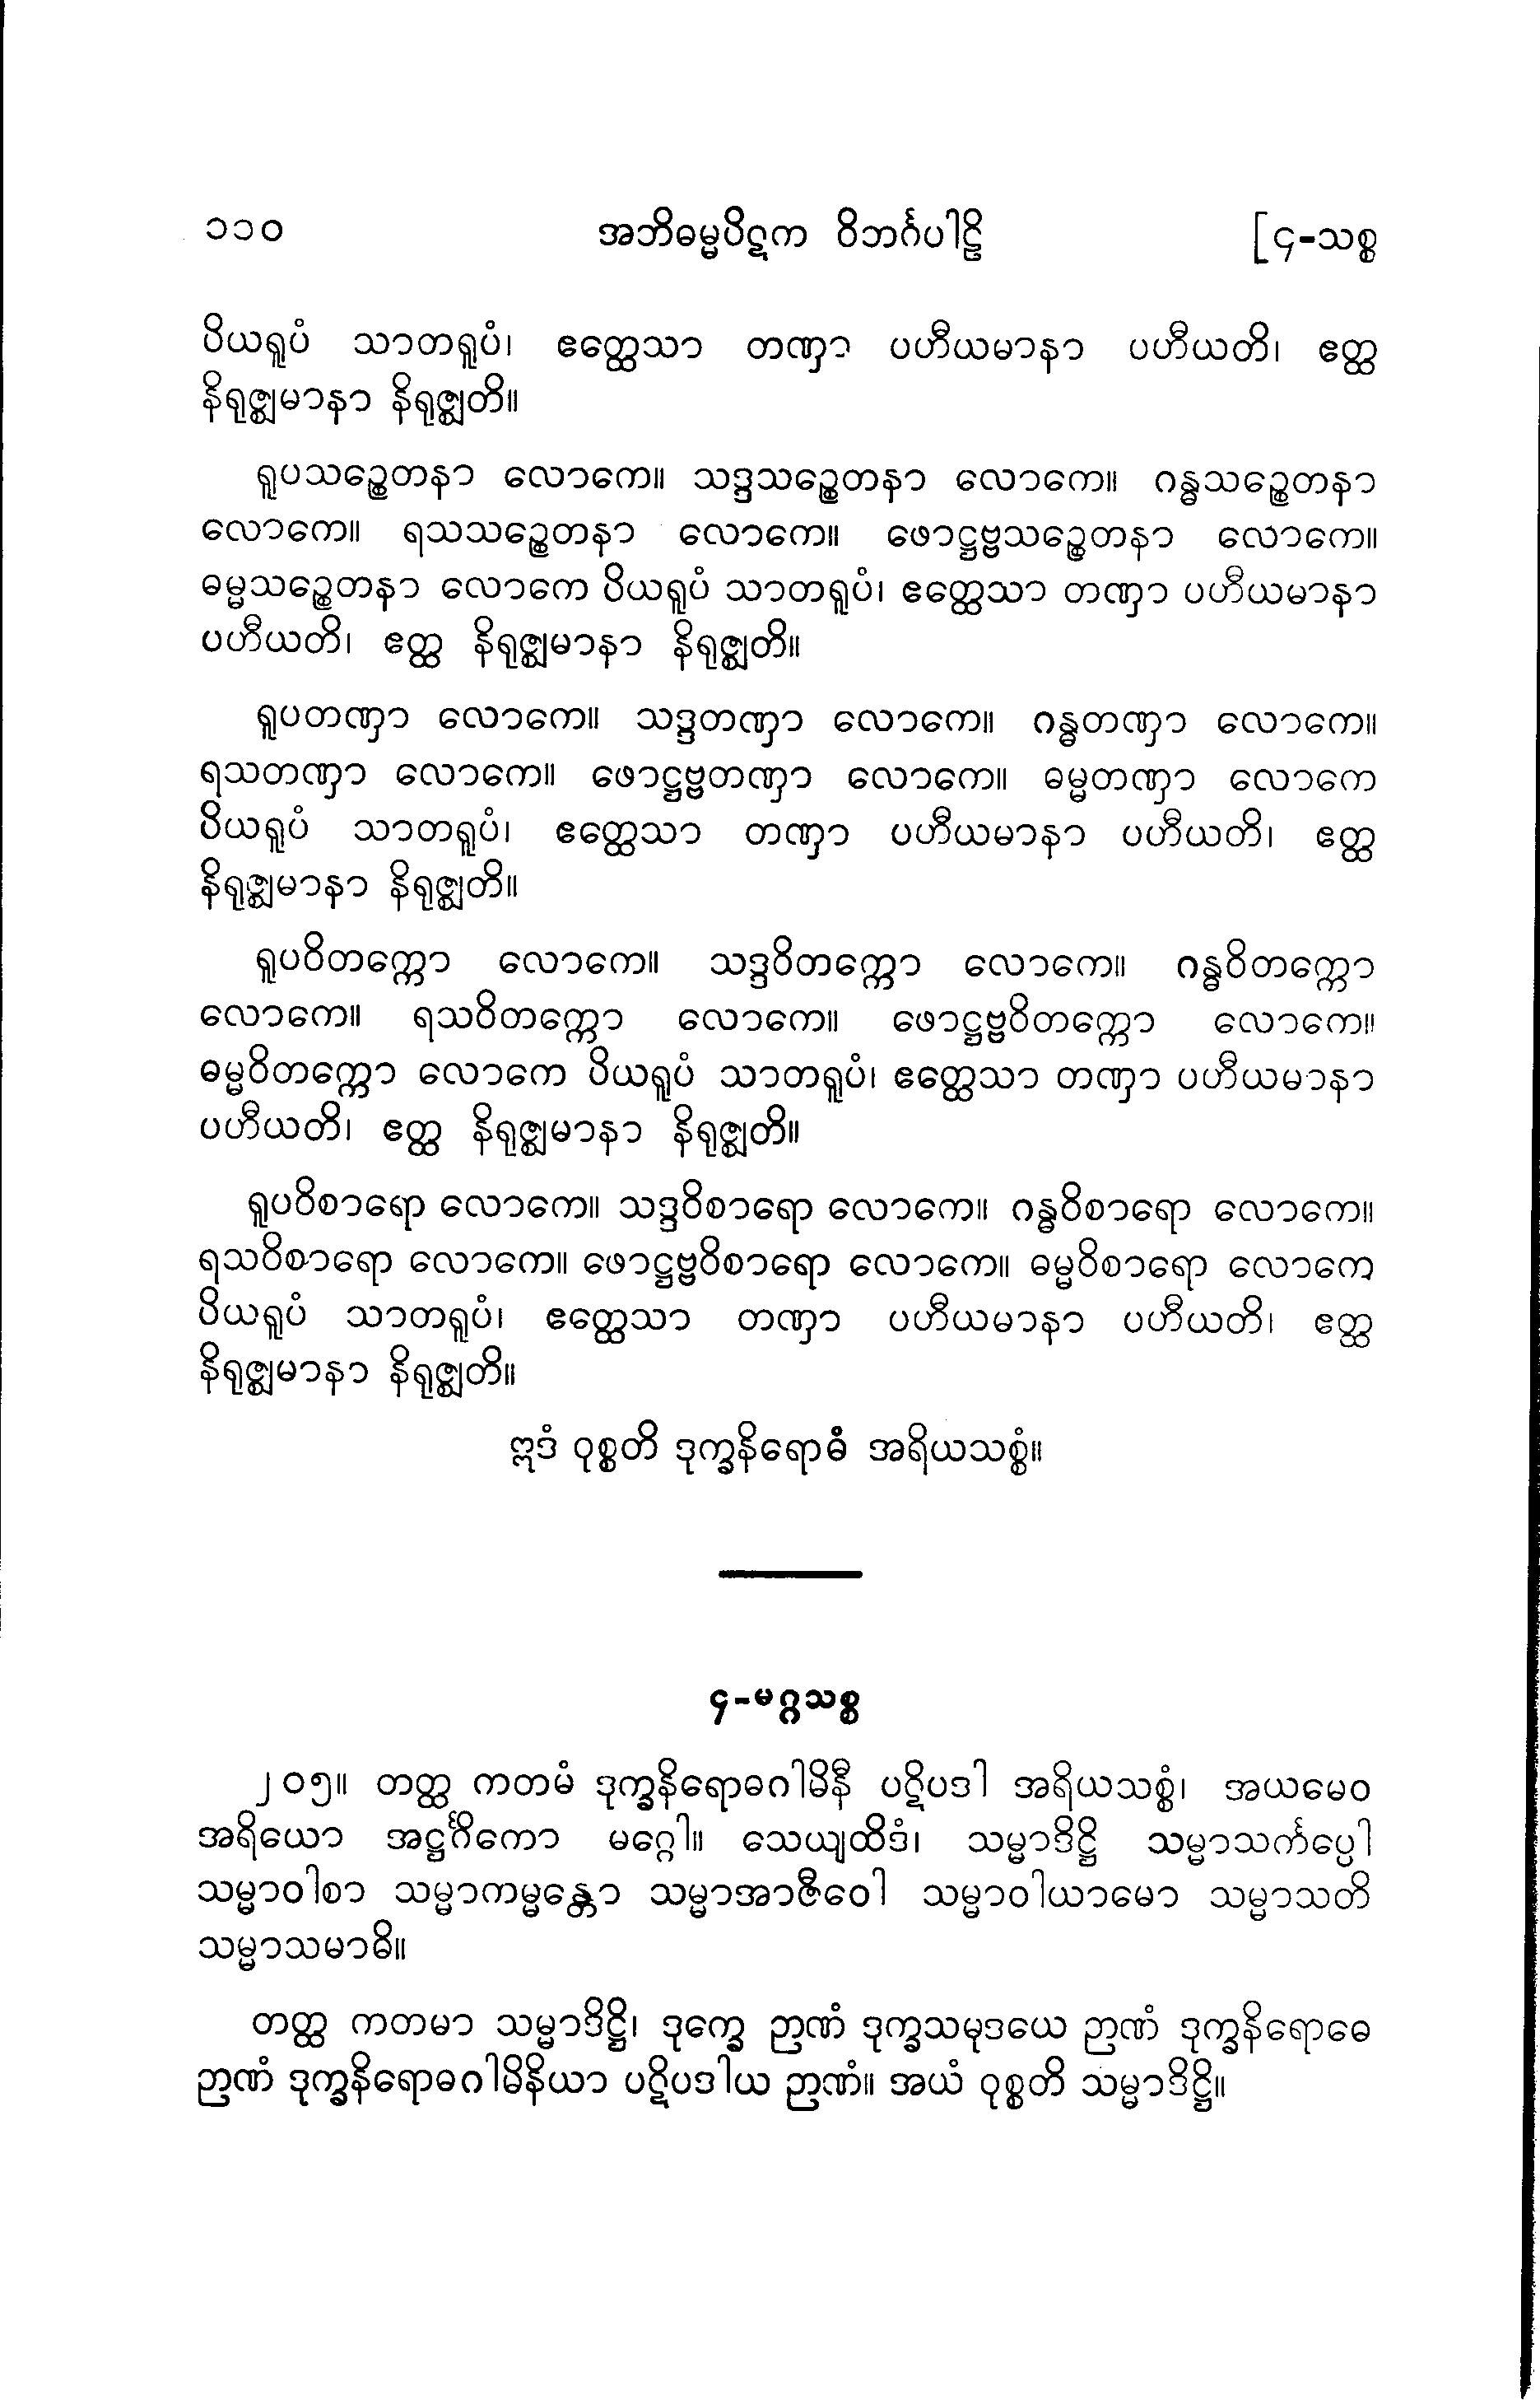 ၁၁၀ အဘိဓမ္မပိဋက ဝိဘင်္ဂပါဠိ [၄-သစ္စ
ပိယရူပံ သာတရူပံ၊ ဧတ္ထေသာ တဏှာ ပဟီယမာနာ ပဟီယတိ၊ ဧတ္ထ
နိရုဇ္ဈမာနာ နိရုဇ္ဈတိ။
ရူပသဉ္စေတနာ လောကေ။ သဒ္ဒသဉ္စေတနာ လောကေ။ ဂန္ဓသဉ္စေတနာ
လောကေ။ ရသသဉ္စေတနာ လောကေ။ ဖောဋ္ဌဗ္ဗသဉ္စေတနာ လောကေ။
ဓမ္မသဉ္စေတနာ လောကေ ပိယရူပံ သာတရူပံ၊ ဧတ္ထေသာ တဏှာ ပဟီယမာနာ
ပဟီယတိ၊ ဧတ္ထ နိရုဇ္ဈမာနာ နိရုဇ္ဈတိ။
ရူပတဏှာ လောကေ။ သဒ္ဒတဏှာ လောကေ။ ဂန္ဓတဏှာ လောကေ။
ရသတဏှာ လောကေ။ ဖောဋ္ဌဗ္ဗတဏှာ လောကေ။ ဓမ္မတဏှာ လောကေ
ပိယရူပံ သာတရူပံ၊ ဧတ္ထေသာ တဏှာ ပဟီယမာနာ ပဟီယတိ၊ ဧတ္ထ
နိရုဇ္ဈမာနာ နိရုဇ္ဈတိ။
ရူပဝိတက္ကော လောကေ။ သဒ္ဒဝိတက္ကော လောကေ။ ဂန္ဓဝိတက္ကော
လောကေ။ ရသဝိတက္ကော လောကေ။ ဖောဋ္ဌဗ္ဗဝိတက္ကော လောကေ။
ဓမ္မဝိတက္ကော လောကေ ပိယရူပံ သာတရူပံ၊ ဧတ္ထေသာ တဏှာ ပဟီယမာနာ
ပဟီယတိ၊ ဧတ္ထ နိရုဇ္ဈမာနာ နိရုဇ္ဈတိ။
ရူပဝိစာရော လောကေ။ သဒ္ဒဝိစာရော လောကေ။ ဂန္ဓဝိစာရော လောကေ။
ရသဝိစာရော လောကေ။ ဖောဋ္ဌဗ္ဗဝိစာရော လောကေ။ ဓမ္မဝိစာရော လောကေ
ပိယရူပံ သာတရူပံ၊ ဧတ္ထေသာ တဏှာ ပဟီယမာနာ ပဟီယတိ၊ ဧတ္ထ
နိရုဇ္ဈမာနာ နိရုဇ္ဈတိ။
ဣဒံ ဝုစ္စတိ ဒုက္ခနိရောဓံ အရိယသစ္စံ။
၄-မဂ္ဂသစ္စ
၂၀၅။ တတ္ထ ကတမံ ဒုက္ခနိရောဓဂါမိနီ ပဋိပဒါ အရိယသစ္စံ၊ အယမေဝ
အရိယော အဋ္ဌင်္ဂိကော မဂ္ဂေါ။ သေယျထိဒံ၊ သမ္မာဒိဋ္ဌိ သမ္မာသင်္ကပ္ပေါ
သမ္မာဝါစာ သမ္မာကမ္မန္တော သမ္မာအာဇီဝေါ သမ္မာဝါယာမော သမ္မာသတိ
သမ္မာသမာဓိ။
တတ္ထ ကတမာ သမ္မာဒိဋ္ဌိ၊ ဒုက္ခေ ဉာဏံ ဒုက္ခသမုဒယေ ဉာဏံ ဒုက္ခနိရောဓေ
ဉာဏံ ဒုက္ခနိရောဓဂါမိနိယာ ပဋိပဒါယ ဉာဏံ။ အယံ ဝုစ္စတိ သမ္မာဒိဋ္ဌိ။